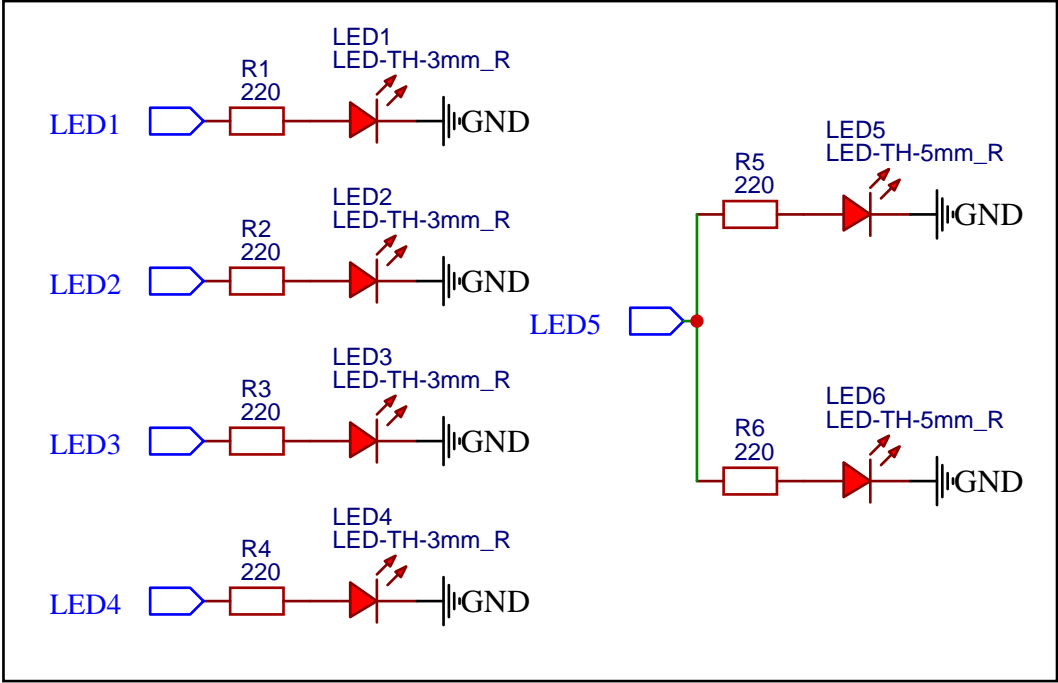 LED1
LED-TH-3mm_R
R1
220
LED1
GND
LED2
LED-TH-3mm_R
R2
220
LED2
GND
LED3
LED-TH-3mm_R
R3
220
LED3
GND
LED4
LED-TH-3mm_R
R4
220
LED4
GND
LED5
LED-TH-5mm_R
R5
220
GND
LED5
LED6
LED-TH-5mm_R
R6
220
GND